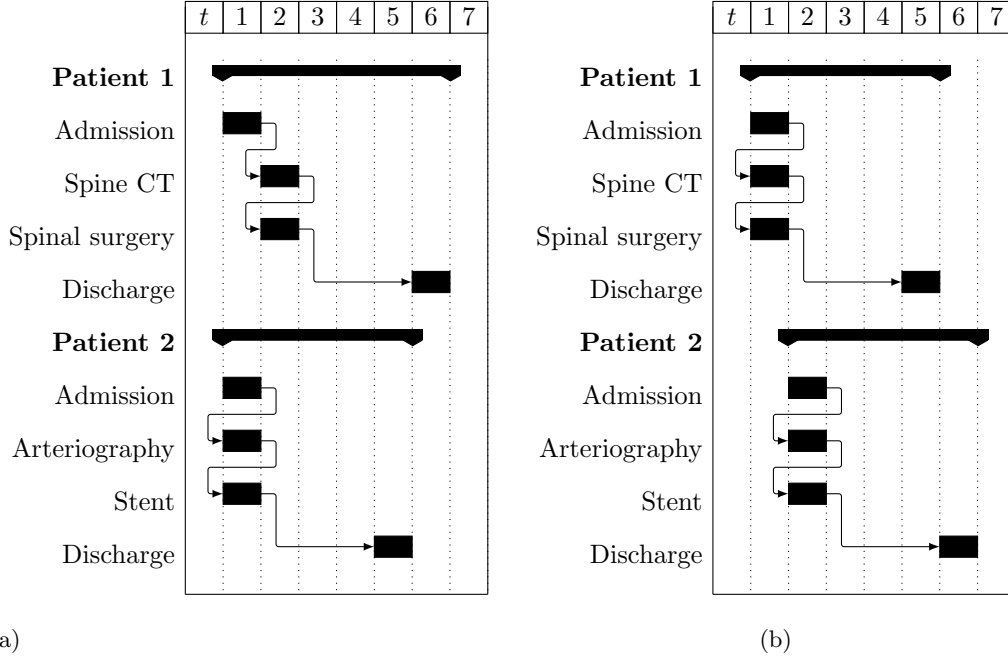 t 1 2 3 4 5 6 7
Patient 1
Admission
Spine CT
Spinal surgery
Discharge
Patient 2
Admission
Arteriography
Stent
Discharge
a)
t 1 2 3 4 5 6 7
Patient 1
Admission
Spine CT
Spinal surgery
Discharge
Patient 2
Admission
Arteriography
Stent
Discharge
(b)